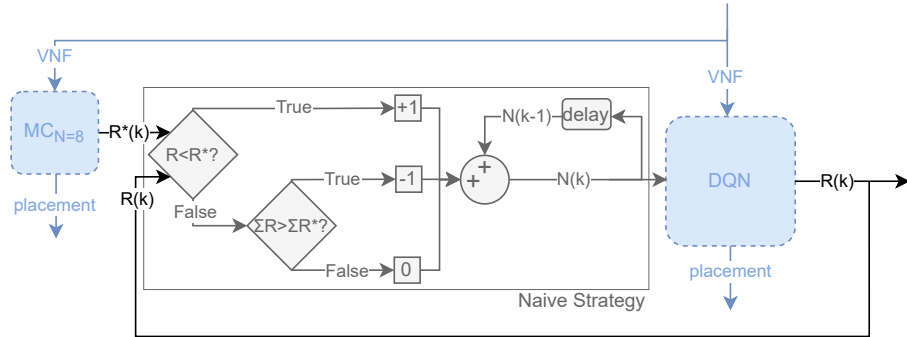 VNF
VNF
MC N=8
R*(k)
R<R*?
R(k)
placement
True
+1
N(k-1)
delay
False
ΣR>ΣR*?
True
-1
False
0
+
+
N(k)
DQN
R(k)
placement
Naive Strategy